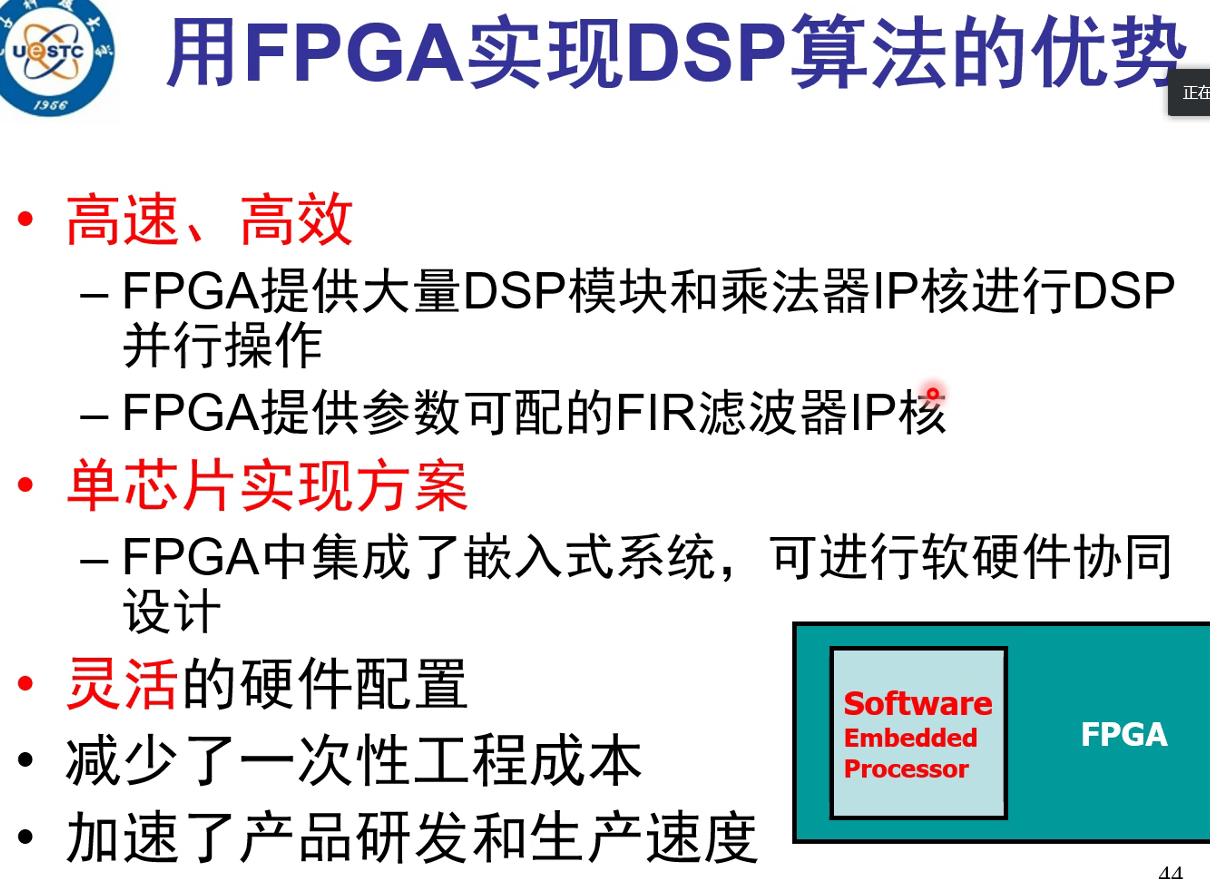 用FPGA实现DSP算法的优势
UeSTC
1956
正在
• 高速、高效
– FPGA提供大量DSP模块和乘法器IP核进行DSP
并行操作
– FPGA提供参数可配的FIR滤波器IP核
• 单芯片实现方案
– FPGA中集成了嵌入式系统，可进行软硬件协同
设计
• 灵活的硬件配置
• 减少了一次性工程成本
• 加速了产品研发和生产速度
Software
Embedded
Processor
FPGA
44